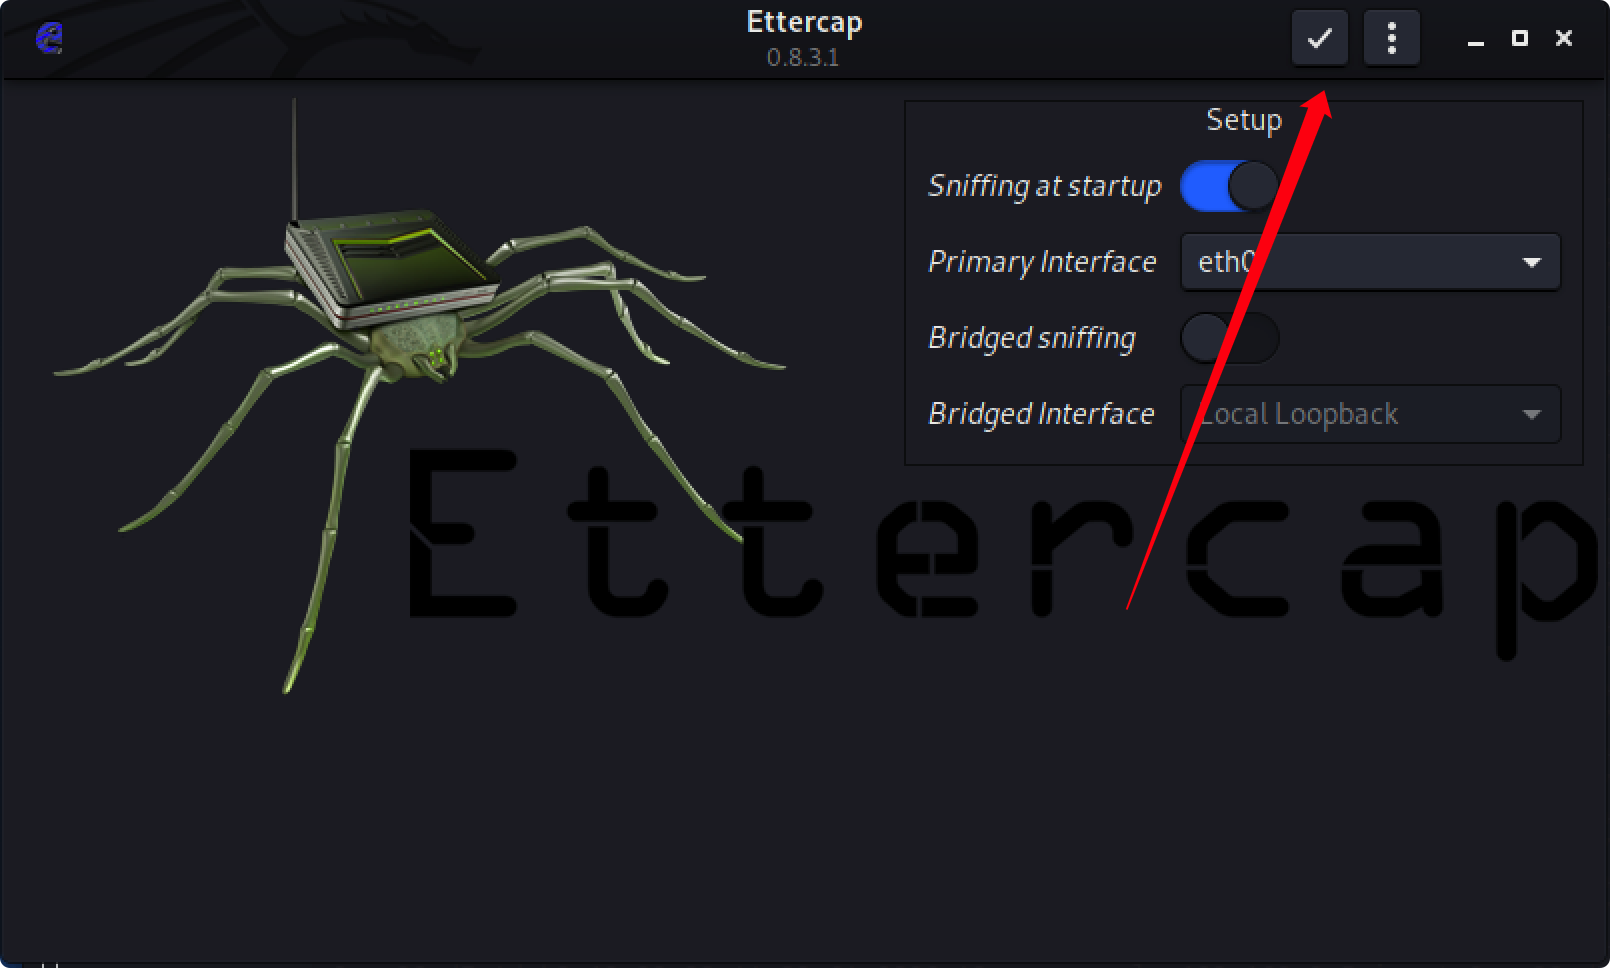 Ettercap
0.8.3.1
Setup
Sniffing at startup
Primary Interface eth0
Bridged sniffing
Bridged Interface Local Loopback
Ettercap